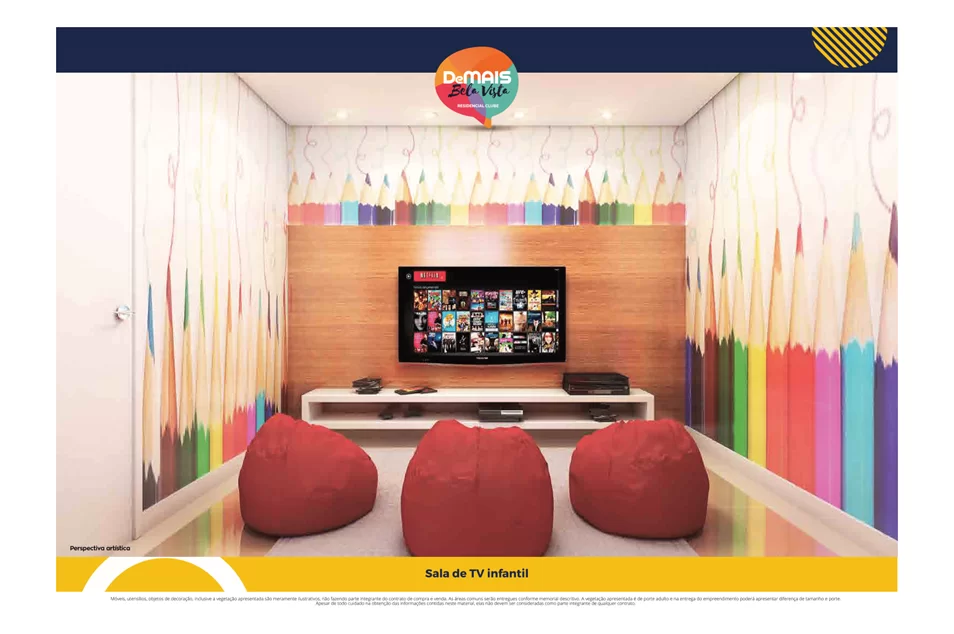 DeMAIS
Bela Vista
RESIDENCIAL CLUBE
NETFLIX
Perspectiva artística
Sala de TV infantil
Móveis, utensílios, objetos de decoração, inclusive a vegetação apresentada são meramente ilustrativos, não fazendo parte integrante do contrato de compra e venda. As áreas comuns serão entregues conforme memorial descritivo. A vegetação apresentada é de porte adulto e na entrega do empreendimento poderá apresentar diferença de tamanho e porte.
Apesar de todo cuidado na obtenção das informações contidas neste material, elas não devem ser consideradas como parte integrante de qualquer contrato.